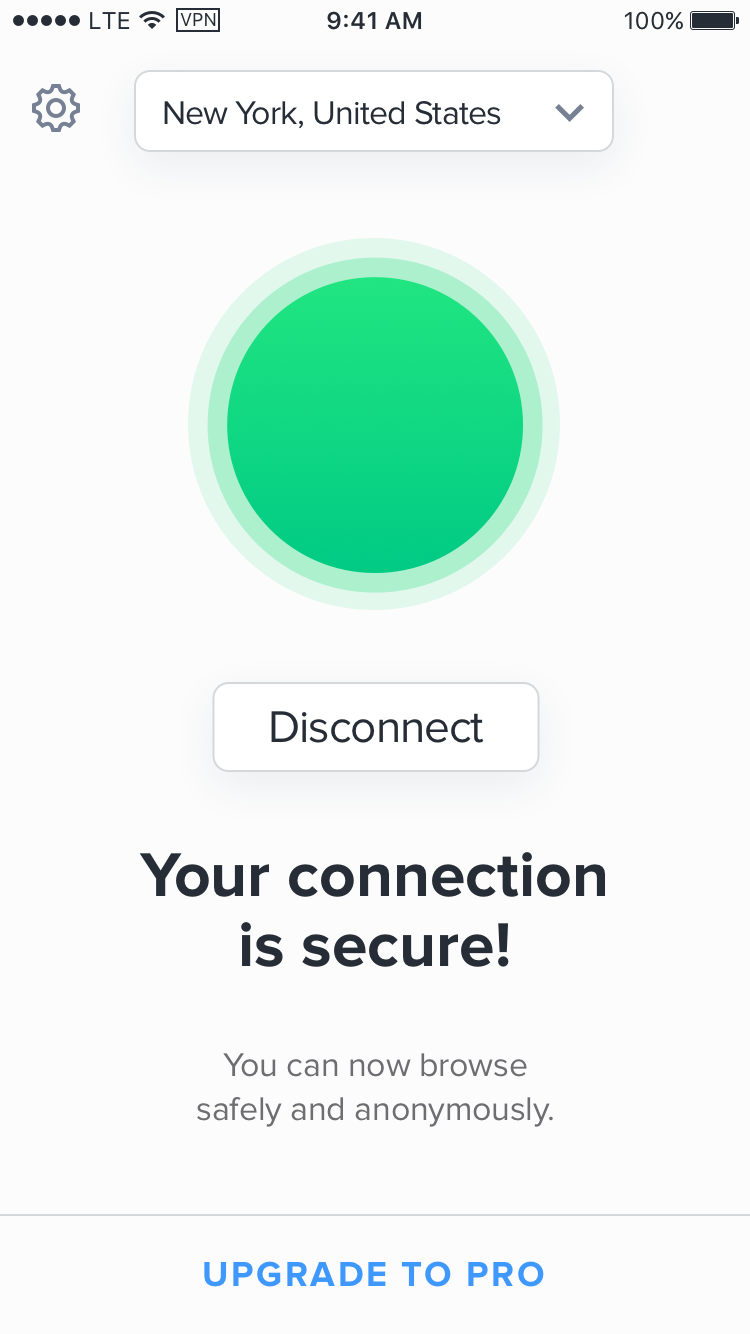 LTE VPN 9:41 AM 100%
New York, United States
Disconnect
Your connection
is secure!
You can now browse
safely and anonymously.
UPGRADE TO PRO